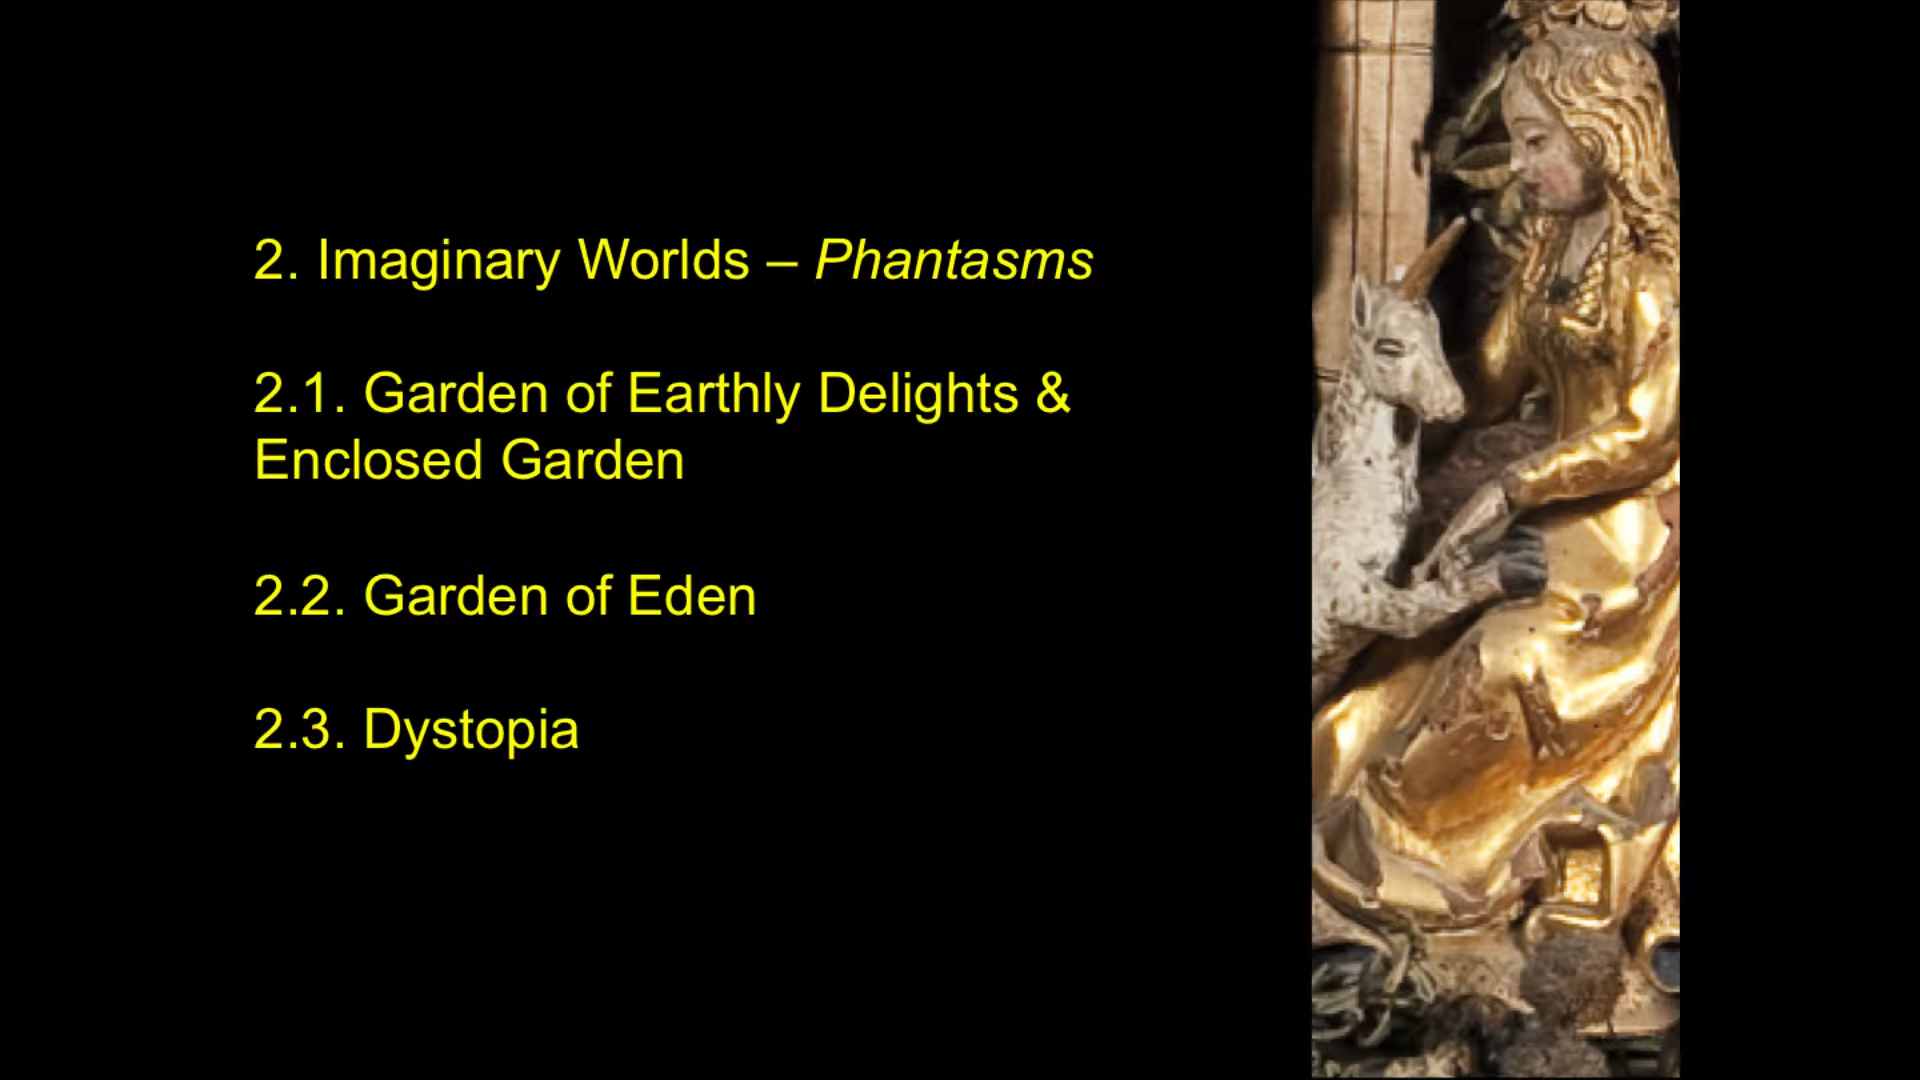 2. Imaginary Worlds – Phantasms
2.1. Garden of Earthly Delights &
Enclosed Garden
2.2. Garden of Eden
2.3. Dystopia